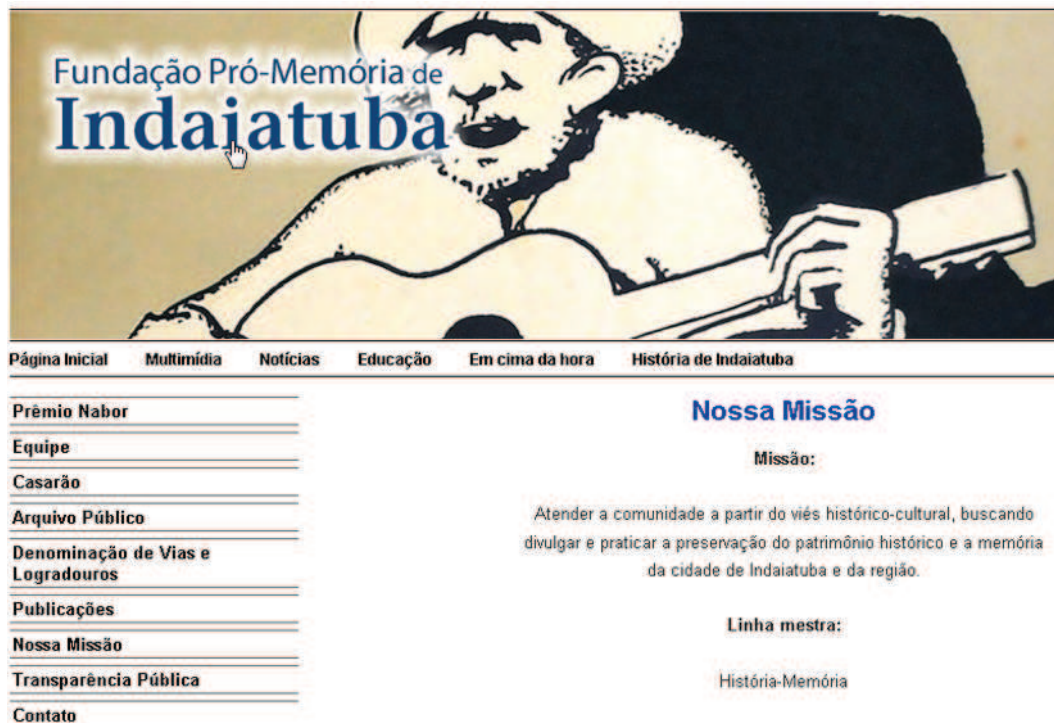 Fundação Pró-Memória de
Indaiatuba
Página Inicial Multimídia Notícias Educação Em cima da hora História de Indaiatuba
Prêmio Nabor
Equipe
Casarão
Arquivo Público
Denominação de Vias e
Logradouros
Publicações
Nossa Missão
Transparência Pública
Contato
Nossa Missão
Missão:
Atender a comunidade a partir do viés histórico-cultural, buscando
divulgar e praticar a preservação do patrimônio histórico e a memória
da cidade de Indaiatuba e da região.
Linha mestra:
História-Memória